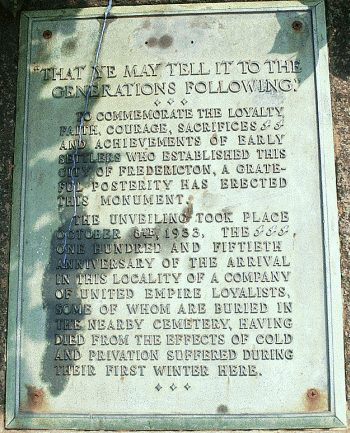 "THAT YE MAY TELL IT TO THE
GENERATIONS FOLLOWING."
TO COMMEMORATE THE LOYALTY
FAITH, COURAGE, SACRIFICES
AND ACHIEVEMENTS OF EARLY
SETTLERS WHO ESTABLISHED THIS
CITY OF FREDERICTON, A GRATE-
FUL POSTERITY HAS ERECTED
THIS MONUMENT.
THE UNVEILING TOOK PLACE
OCTOBER 8TH, 1933, THE
ONE HUNDRED AND FIFTIETH
ANNIVERSARY OF THE ARRIVAL
IN THIS LOCALITY OF A COMPANY
OF UNITED EMPIRE LOYALISTS,
SOME OF WHOM ARE BURIED IN
THE NEARBY CEMETERY, HAVING
DIED FROM THE EFFECTS OF COLD
AND PRIVATION SUFFERED DURING
THEIR FIRST WINTER HERE.